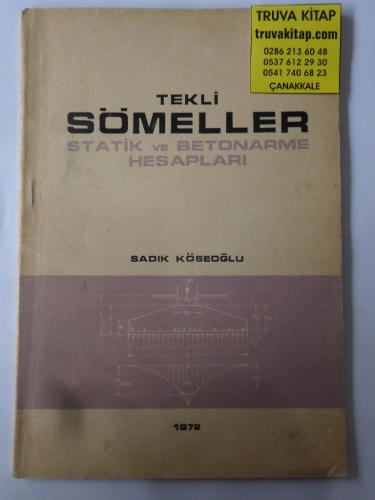 TRUVA KİTAP
truvakitap.com
0286 213 60 48
0537 612 29 30
0541 740 68 23
ÇANAKKALE
TEKLİ
SÖMELLER
STATİK VE BETONARME
HESAPLARI
SADIK KÖSEOĞLU
1972